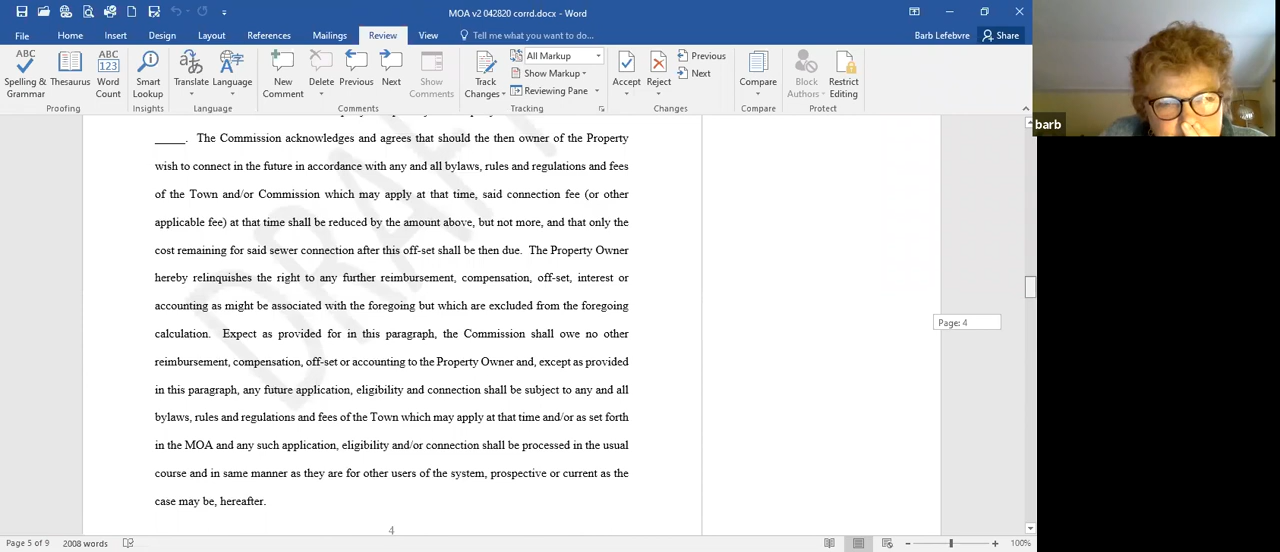 MOA v2 042820 corrd.docx - Word
File Home Insert Design Layout References Mailings Review View Tell me what you want to do... Barb Lefebvre Share
ABC Spelling & Grammar Thesaurus ABC 123 Word Count Smart Lookup Translate Language New Comment Delete Previous Next Show Comments Track Changes All Markup Show Markup Reviewing Pane Accept Reject Previous Next Compare Block Authors Restrict Editing
Proofing Insights Language Comments Tracking Changes Compare Protect
barb
_____. The Commission acknowledges and agrees that should the then owner of the Property
wish to connect in the future in accordance with any and all bylaws, rules and regulations and fees
of the Town and/or Commission which may apply at that time, said connection fee (or other
applicable fee) at that time shall be reduced by the amount above, but not more, and that only the
cost remaining for said sewer connection after this off-set shall be then due. The Property Owner
hereby relinquishes the right to any further reimbursement, compensation, off-set, interest or
accounting as might be associated with the foregoing but which are excluded from the foregoing
calculation. Expect as provided for in this paragraph, the Commission shall owe no other
reimbursement, compensation, off-set or accounting to the Property Owner and, except as provided
in this paragraph, any future application, eligibility and connection shall be subject to any and all
bylaws, rules and regulations and fees of the Town which may apply at that time and/or as set forth
in the MOA and any such application, eligibility and/or connection shall be processed in the usual
course and in same manner as they are for other users of the system, prospective or current as the
case may be, hereafter.
4
DRAFT
Page: 4
Page 5 of 9 2008 words 100%